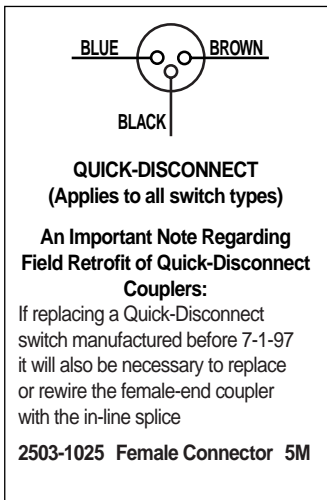 BLUE BROWN
BLACK
QUICK-DISCONNECT
(Applies to all switch types)
An Important Note Regarding
Field Retrofit of Quick-Disconnect
Couplers:
If replacing a Quick-Disconnect
switch manufactured before 7-1-97
it will also be necessary to replace
or rewire the female-end coupler
with the in-line splice
2503-1025 Female Connector 5M